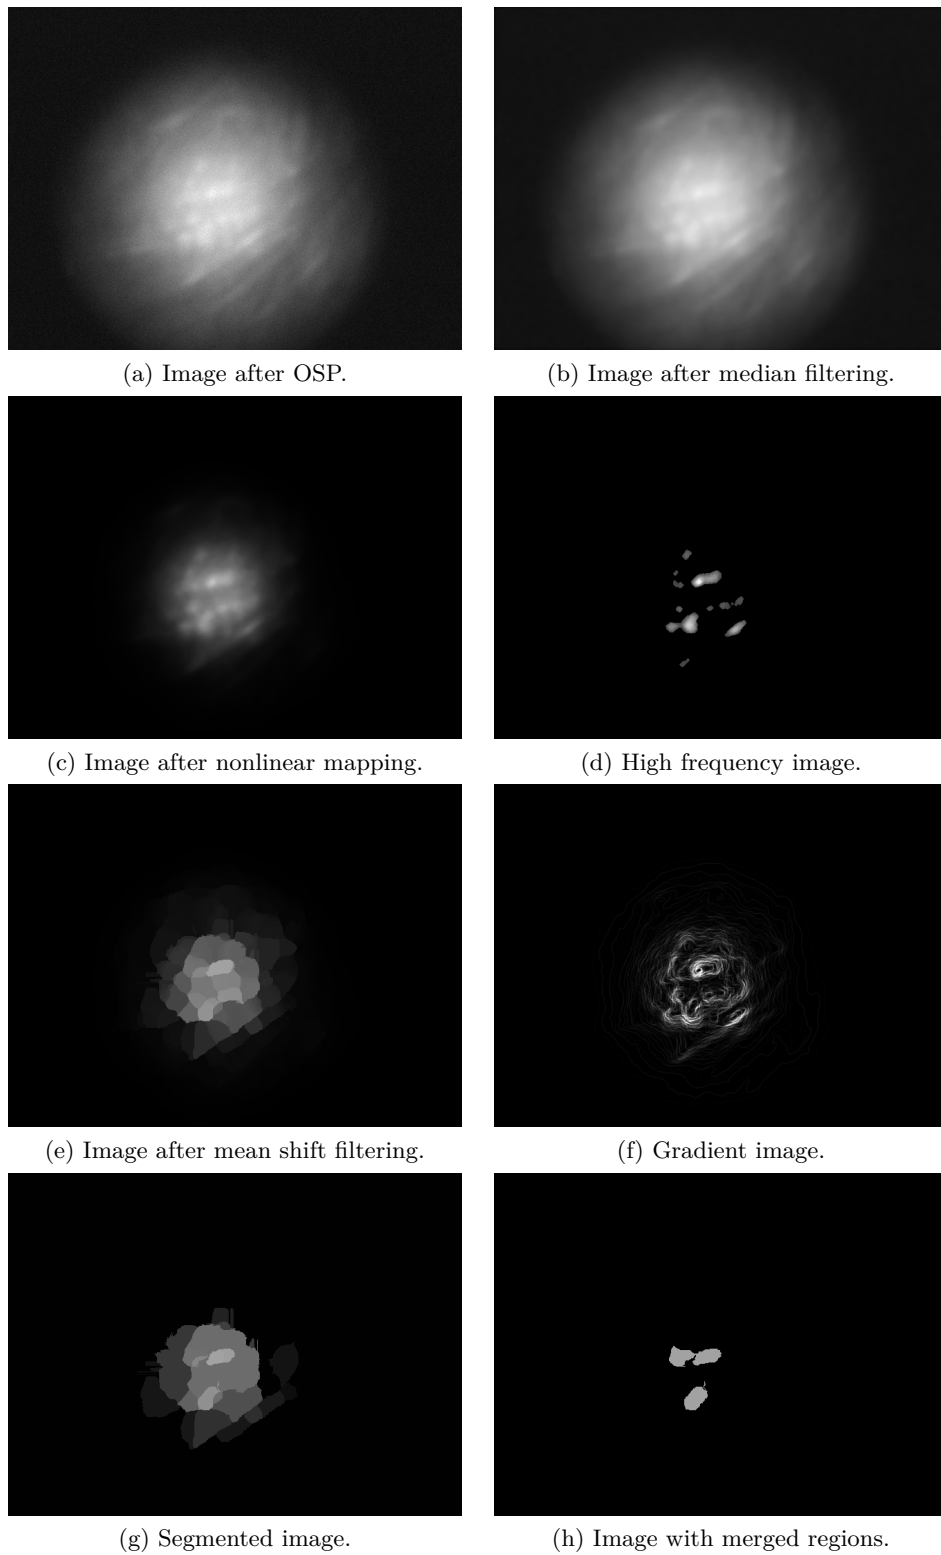 (a) Image after OSP.
(b) Image after median filtering.
(c) Image after nonlinear mapping.
(d) High frequency image.
(e) Image after mean shift filtering.
(f) Gradient image.
(g) Segmented image.
(h) Image with merged regions.